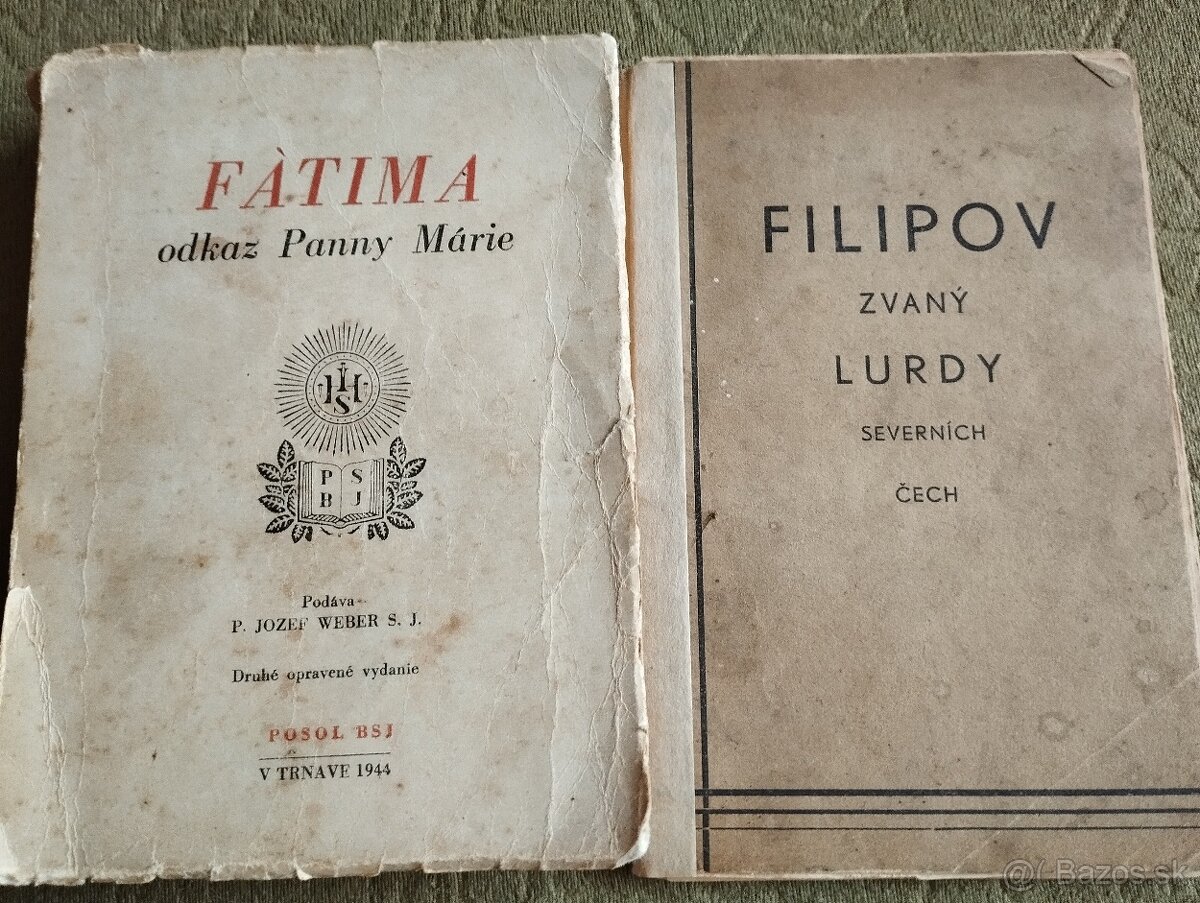 FÀTIMA
odkaz Panny Márie
IHS
P S
B J
Podáva
P. JOZEF WEBER S. J.
Druhé opravené vydanie
POSOL BSJ
V TRNAVE 1944
FILIPOV
ZVANÝ
LURDY
SEVERNÍCH
ČECH
@( Bazos.sk